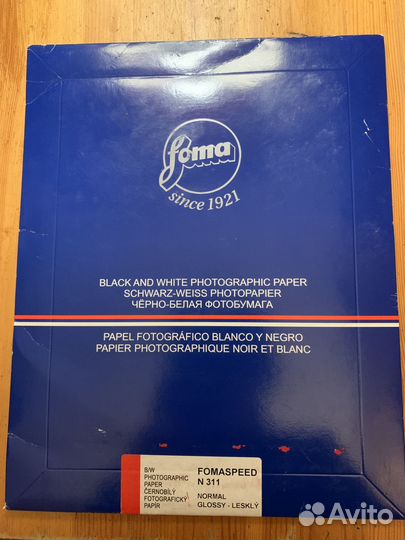 foma
since 1921
BLACK AND WHITE PHOTOGRAPHIC PAPER
SCHWARZ-WEISS PHOTOPAPIER
ЧЁРНО-БЕЛАЯ ФОТОБУМАГА
PAPEL FOTOGRÁFICO BLANCO Y NEGRO
PAPIER PHOTOGRAPHIQUE NOIR ET BLANC
B/W
PHOTOGRAPHIC
PAPER
ČERNOBÍLÝ
FOTOGRAFICKÝ
PAPÍR
FOMASPEED
N 311
NORMAL
GLOSSY - LESKLÝ
Avito